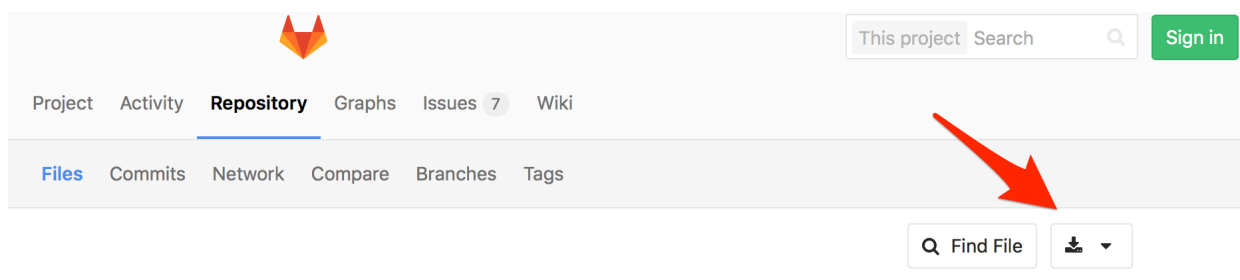 This project Search Sign in
Project Activity Repository Graphs Issues 7 Wiki
Files Commits Network Compare Branches Tags
Find File